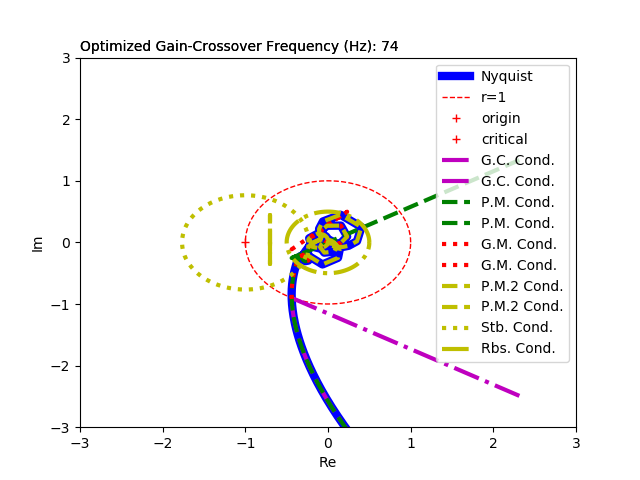 Optimized Gain-Crossover Frequency (Hz): 74
3
2
1
0
−1
−2
−3
Im
−3
−2
−1
0
1
2
3
Re
Nyquist
r=1
origin
critical
G.C. Cond.
G.C. Cond.
P.M. Cond.
P.M. Cond.
G.M. Cond.
G.M. Cond.
P.M.2 Cond.
P.M.2 Cond.
Stb. Cond.
Rbs. Cond.